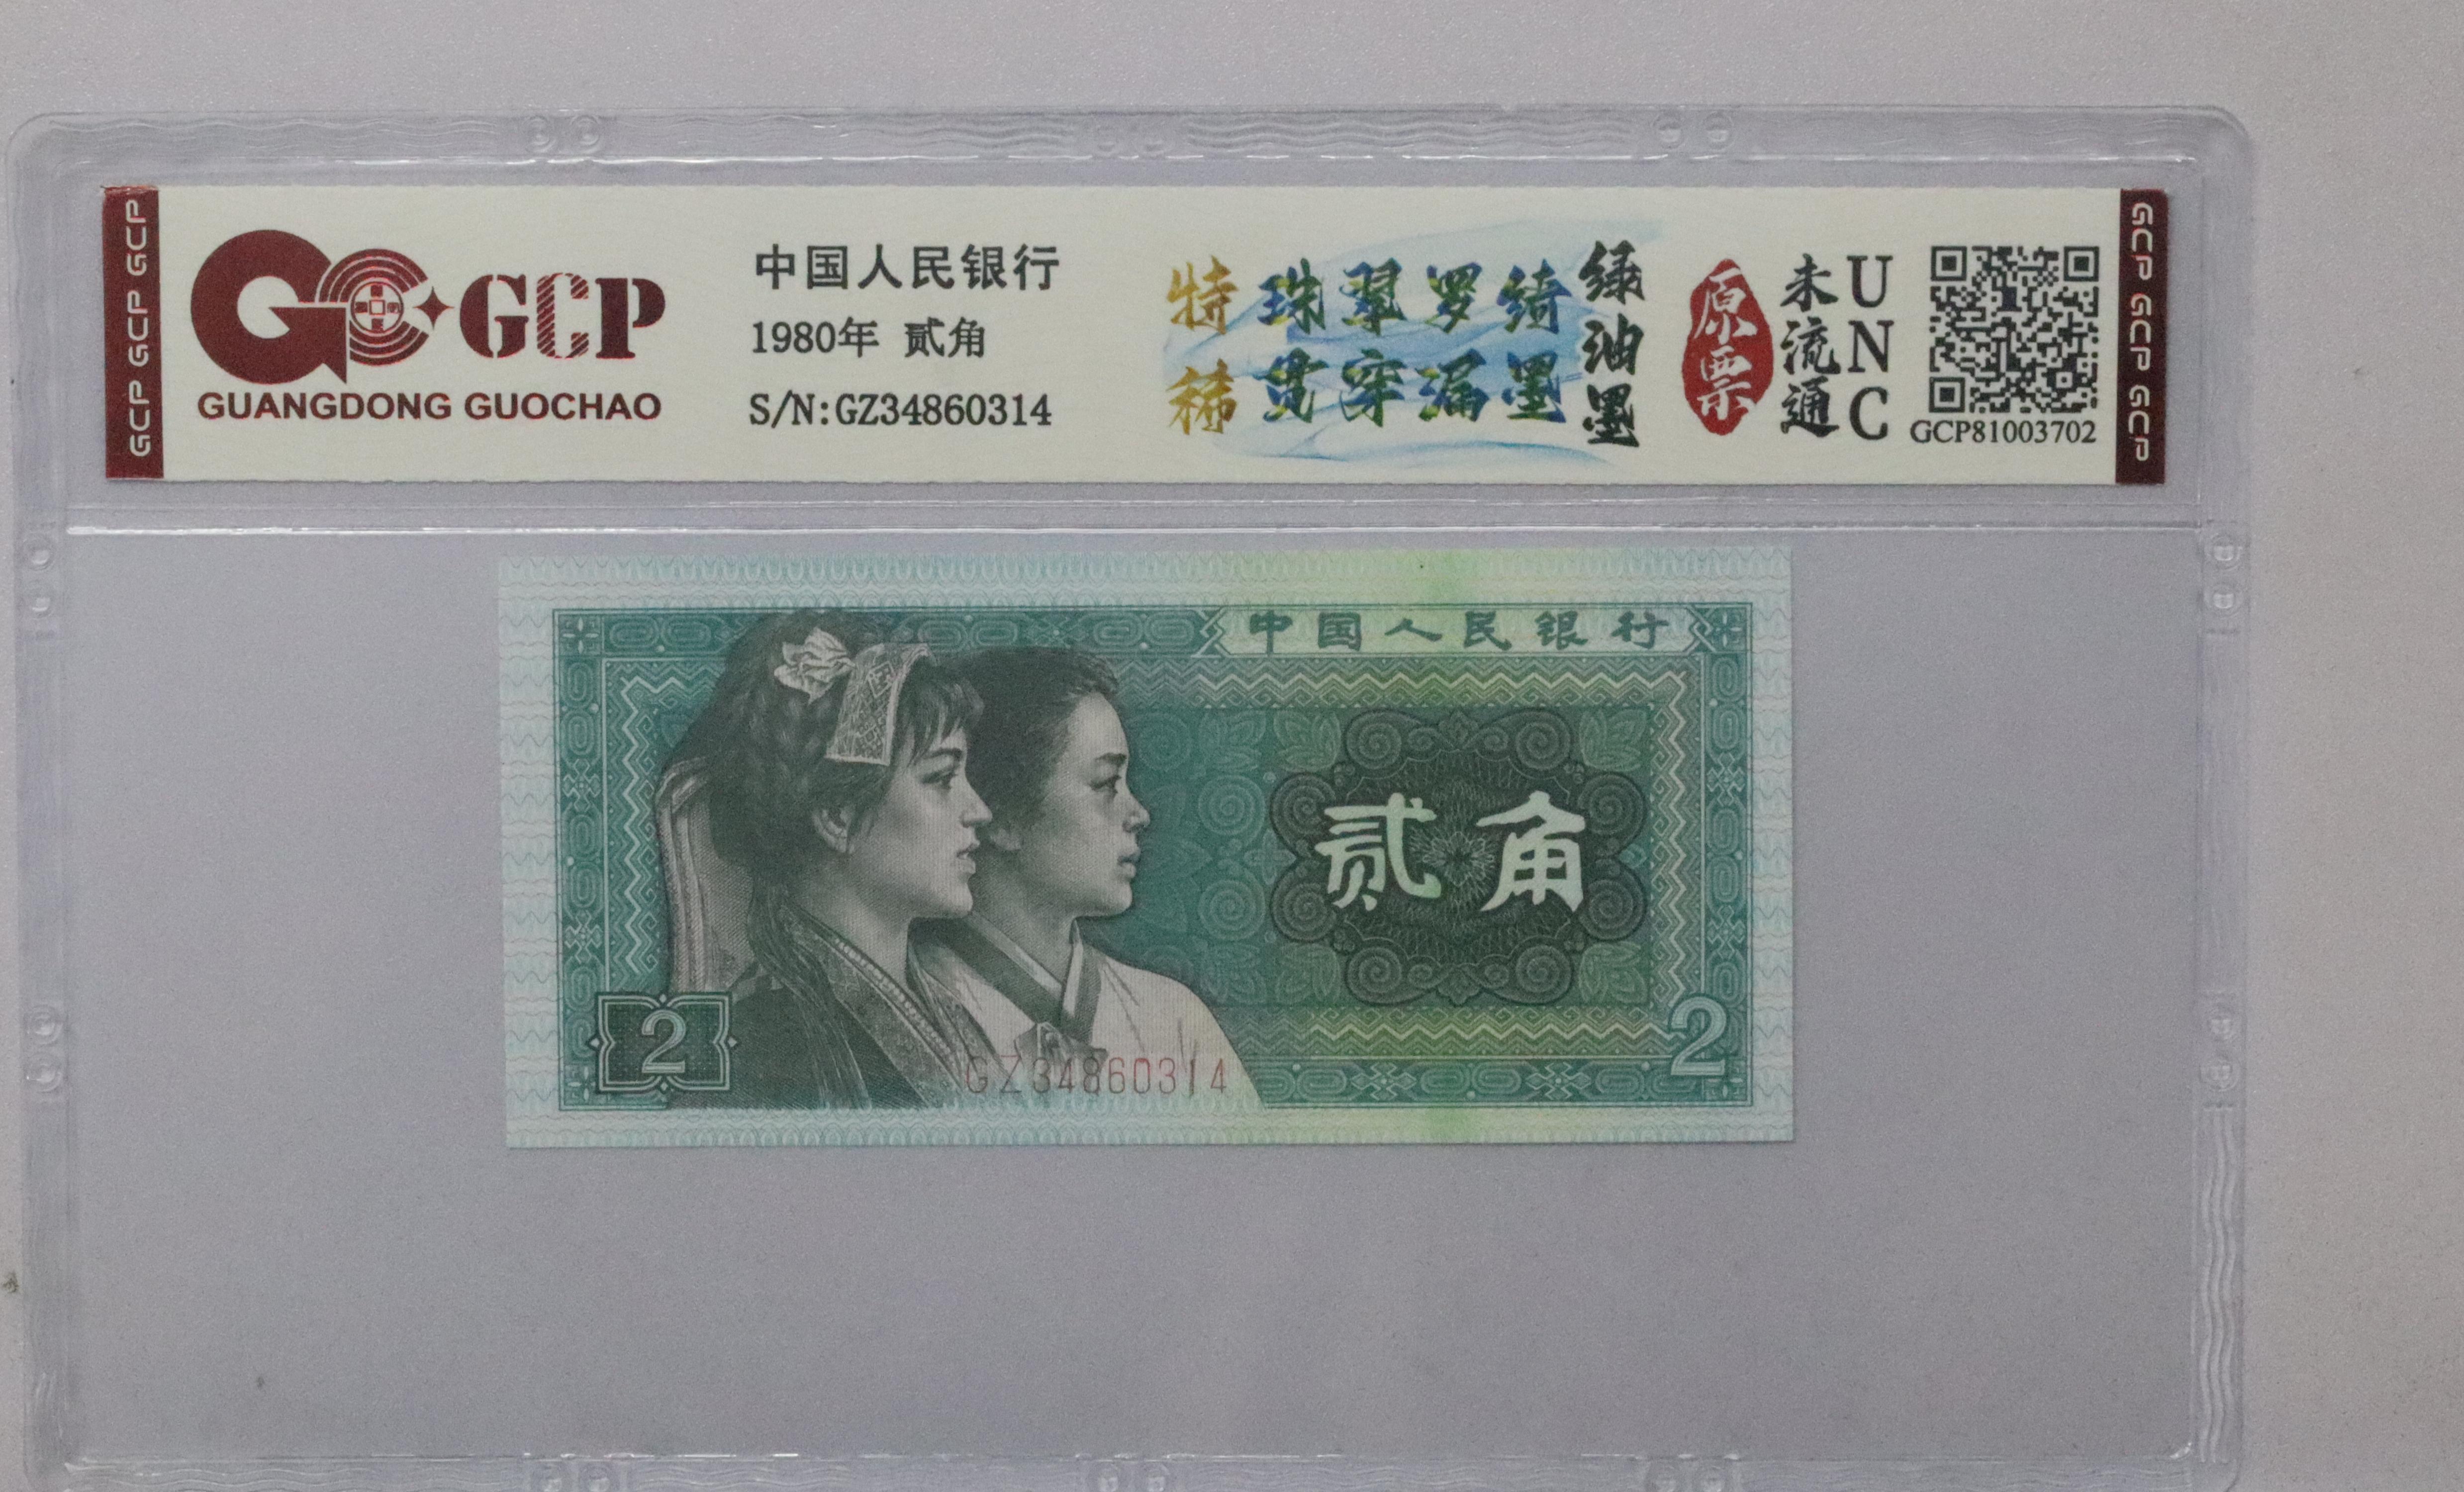 GCP GCP GCP
GCP
GUANGDONG GUOCHAO
中国人民银行
1980年 贰角
S/N:GZ34860314
特稀
珠翠罗绮
贯穿漏墨
绿油墨
原票
未流通
UNC
GCP81003702
GCP GCP GCP
中国人民银行
贰角
2
2
GZ34860314